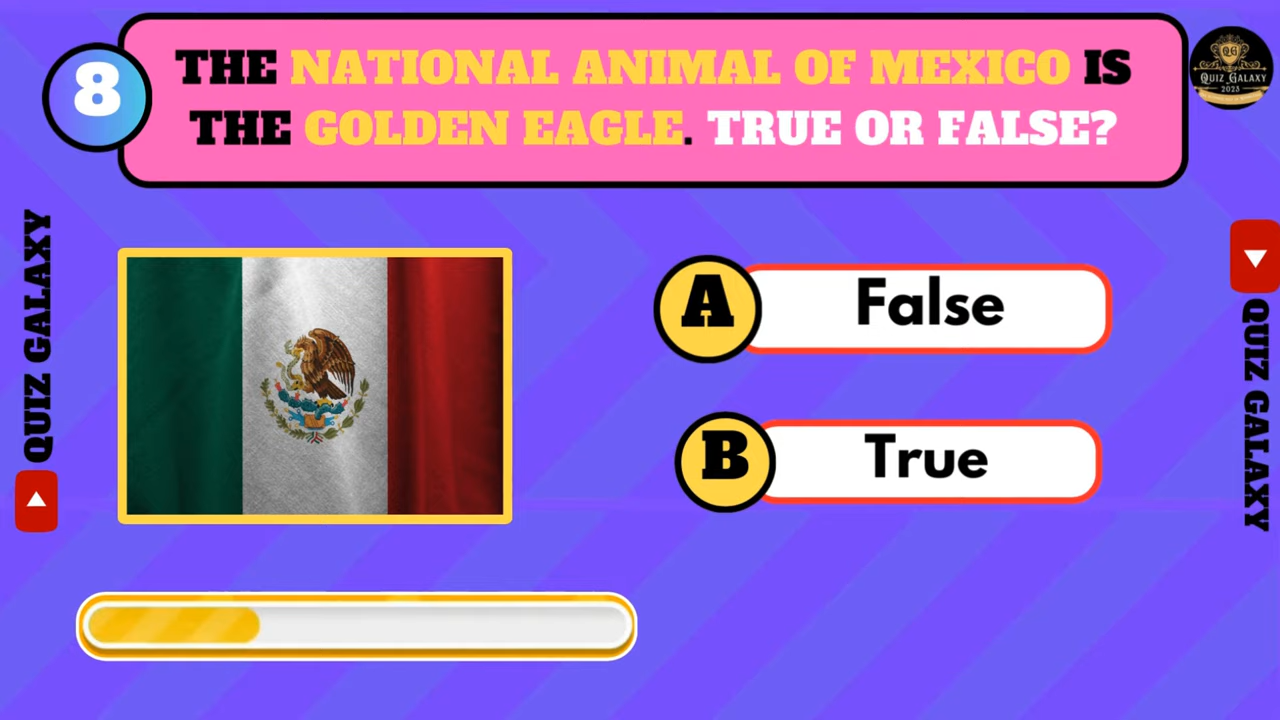 8
THE NATIONAL ANIMAL OF MEXICO IS
THE GOLDEN EAGLE. TRUE OR FALSE?
QG
QUIZ GALAXY
2023
QUIZ GALAXY
A
False
B
True
QUIZ GALAXY